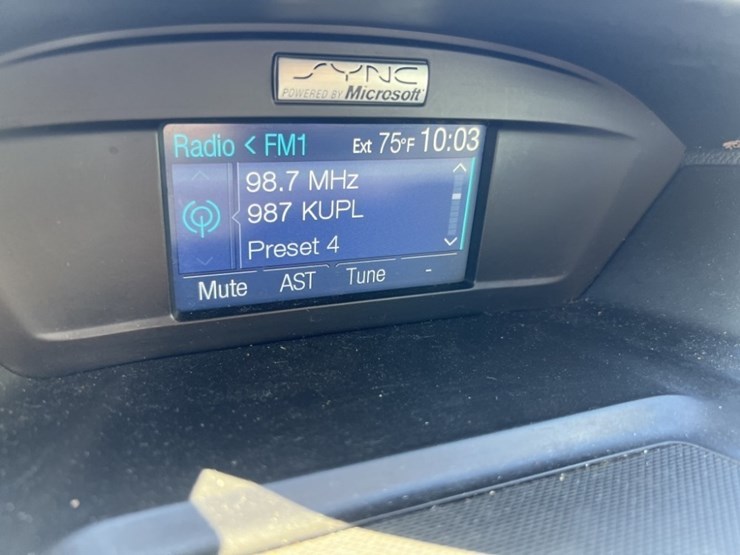 SYNC
POWERED BY Microsoft
Radio < FM1 Ext 75°F 10:03
98.7 MHz
987 KUPL
Preset 4
Mute AST Tune -